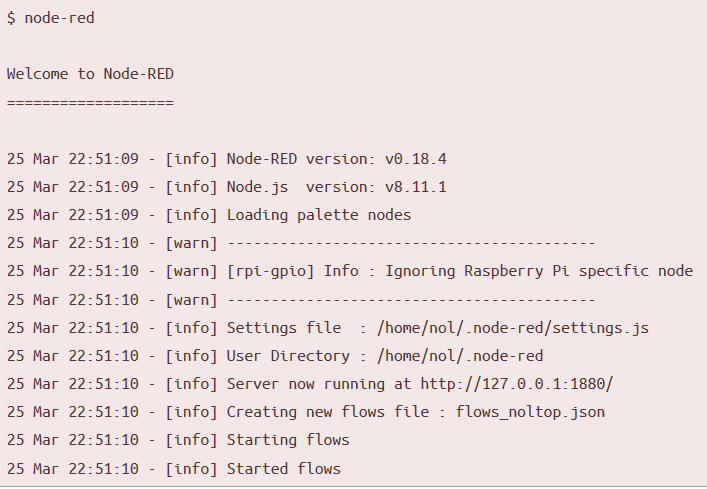 $ node-red
Welcome to Node-RED
===================
25 Mar 22:51:09 - [info] Node-RED version: v0.18.4
25 Mar 22:51:09 - [info] Node.js  version: v8.11.1
25 Mar 22:51:09 - [info] Loading palette nodes
25 Mar 22:51:10 - [warn] ------------------------------------------
25 Mar 22:51:10 - [warn] [rpi-gpio] Info : Ignoring Raspberry Pi specific node
25 Mar 22:51:10 - [warn] ------------------------------------------
25 Mar 22:51:10 - [info] Settings file  : /home/nol/.node-red/settings.js
25 Mar 22:51:10 - [info] User Directory : /home/nol/.node-red
25 Mar 22:51:10 - [info] Server now running at http://127.0.0.1:1880/
25 Mar 22:51:10 - [info] Creating new flows file : flows_noltop.json
25 Mar 22:51:10 - [info] Starting flows
25 Mar 22:51:10 - [info] Started flows